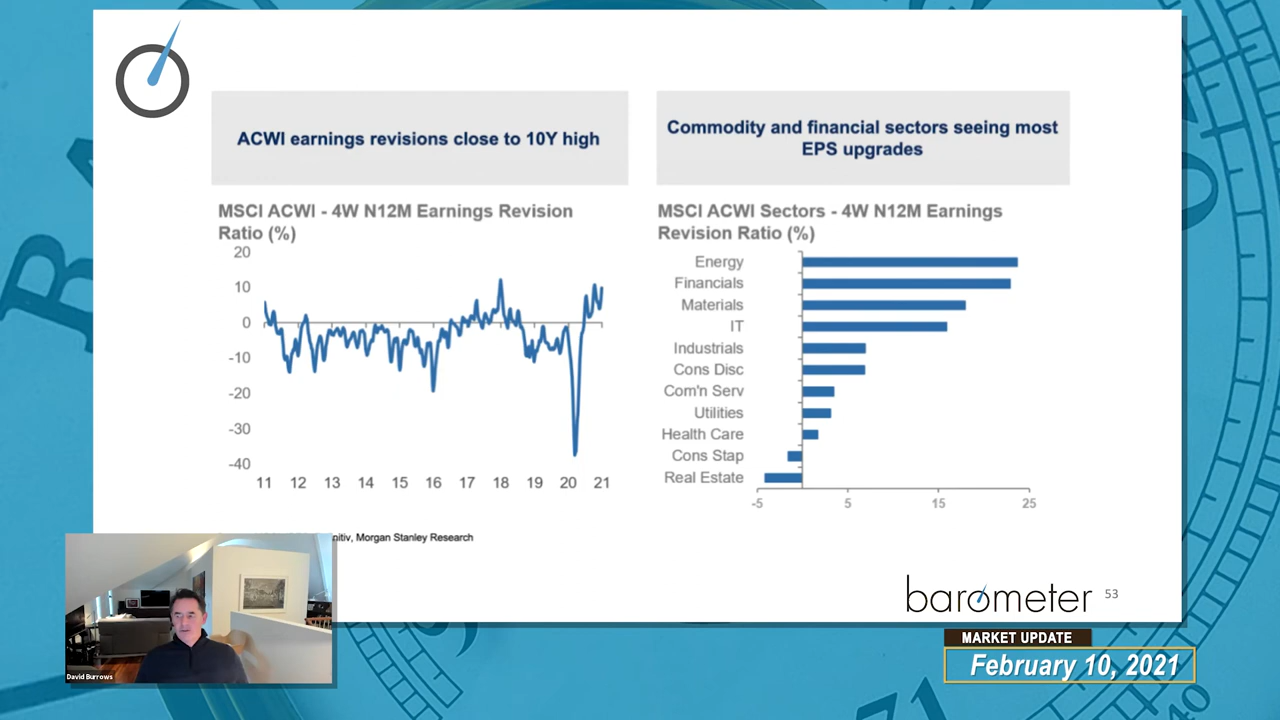 ACWI earnings revisions close to 10Y high
Commodity and financial sectors seeing most
EPS upgrades
MSCI ACWI - 4W N12M Earnings Revision
Ratio (%)
20
10
0
-10
-20
-30
-40
11 12 13 14 15 16 17 18 19 20 21
MSCI ACWI Sectors - 4W N12M Earnings
Revision Ratio (%)
Energy
Financials
Materials
IT
Industrials
Cons Disc
Com'n Serv
Utilities
Health Care
Cons Stap
Real Estate
-5 5 15 25
Morgan Stanley Research
barometer
53
MARKET UPDATE
February 10, 2021
David Burrows